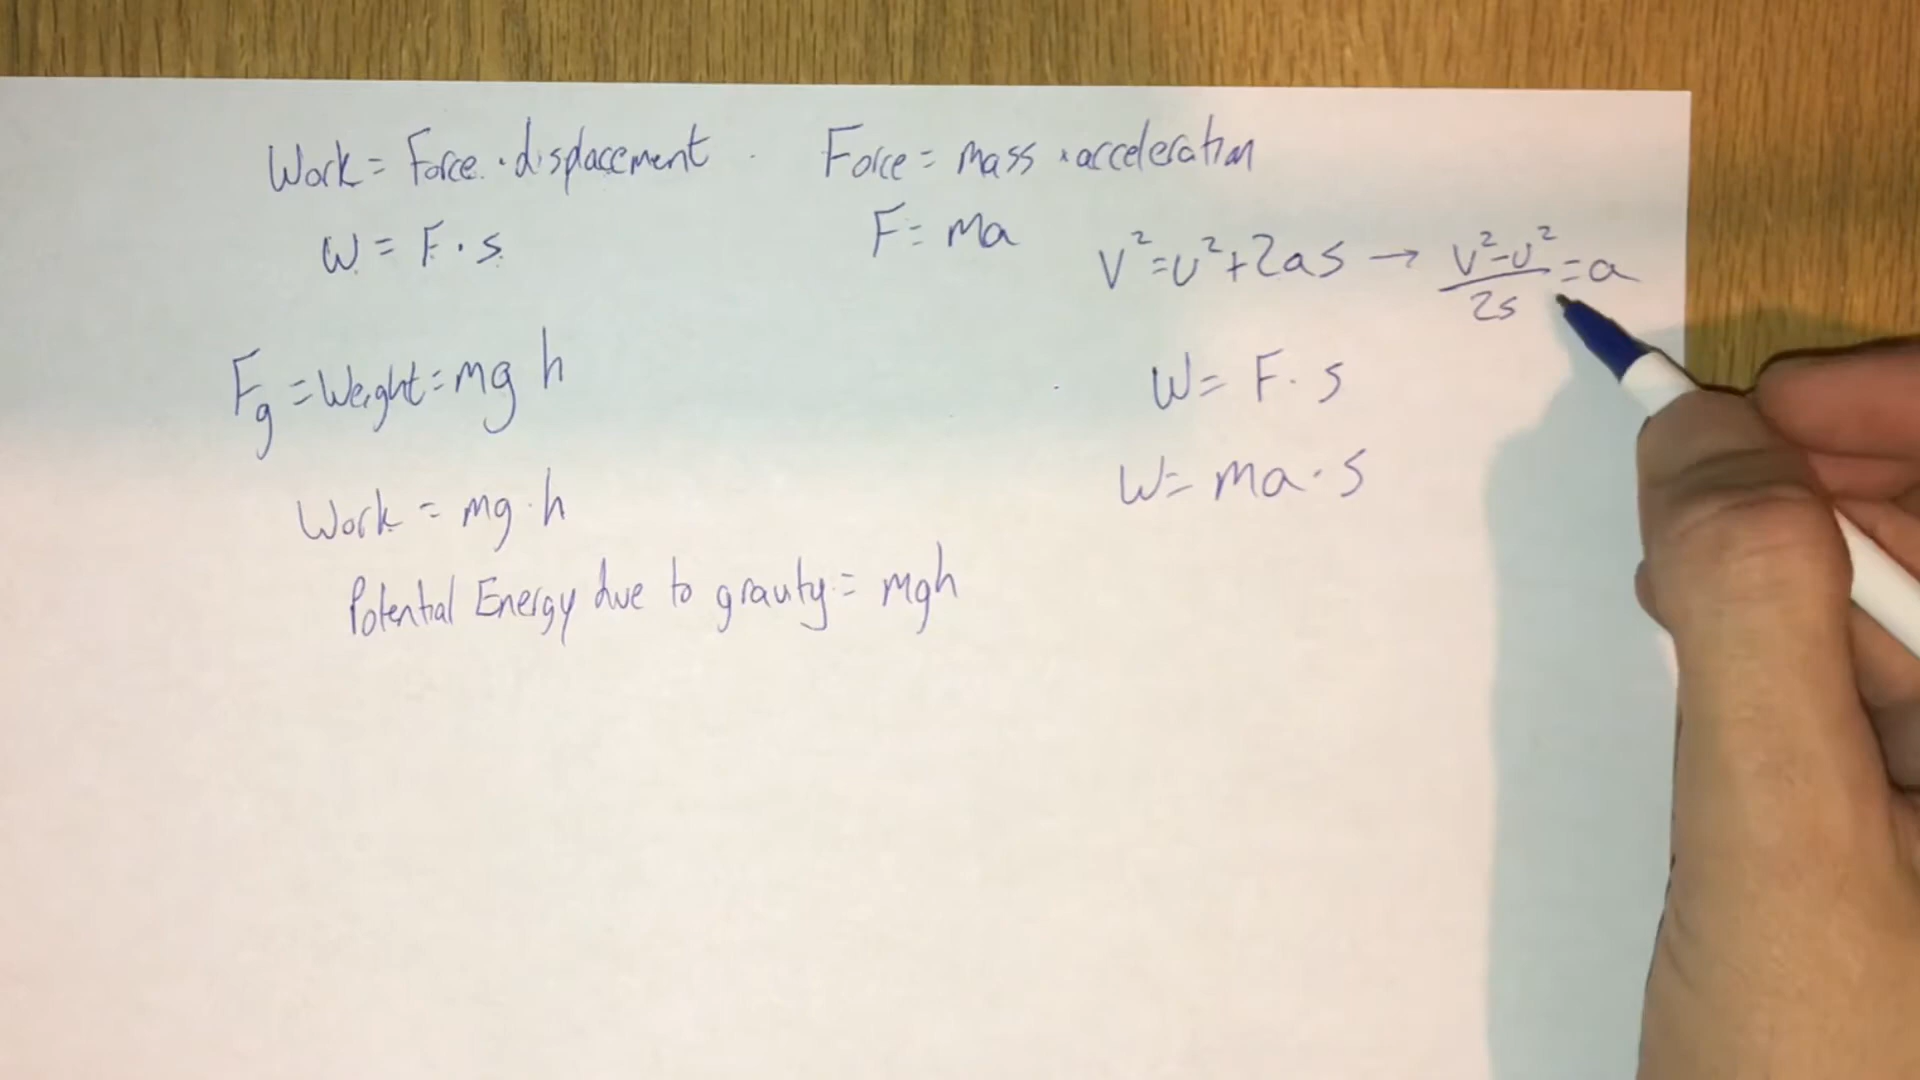 Work = Force · displacement
W = F · s
Fg = Weight = mg h
Work = mg · h
Potential Energy due to gravity = mgh
Force = mass × acceleration
F = ma
v² = u² + 2as → v² - u² / 2s = a
W = F · s
W = ma · s